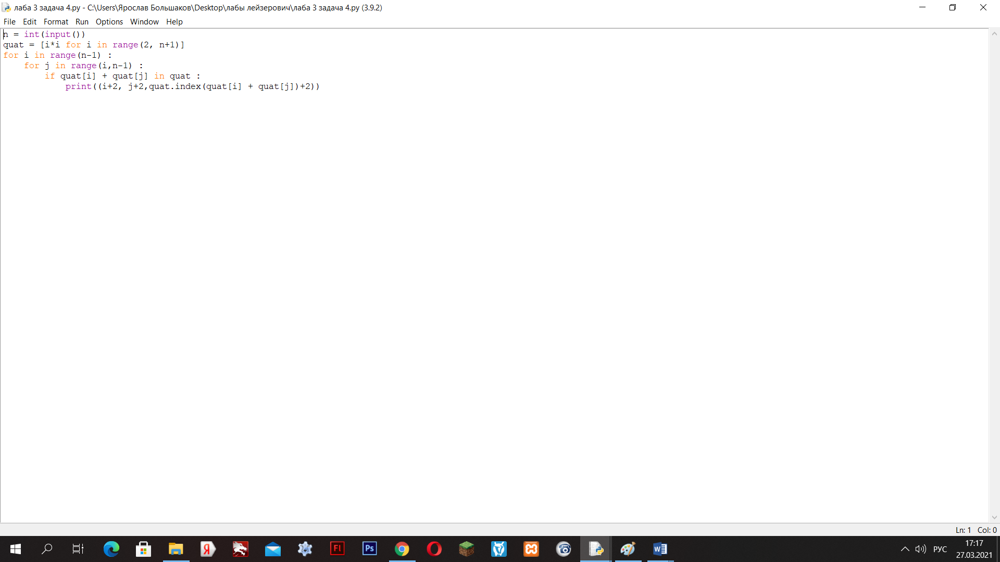 лаба 3 задача 4.py - C:\Users\Ярослав Большаков\Desktop\лабы лейзерович\лаба 3 задача 4.py (3.9.2)
File Edit Format Run Options Window Help
n = int(input())
quat = [i*i for i in range(2, n+1)]
for i in range(n-1) :
    for j in range(i,n-1) :
        if quat[i] + quat[j] in quat :
            print((i+2, j+2,quat.index(quat[i] + quat[j])+2))
Ln: 1 Col: 0
Я
Fl
Ps
W
РУС
17:17
27.03.2021